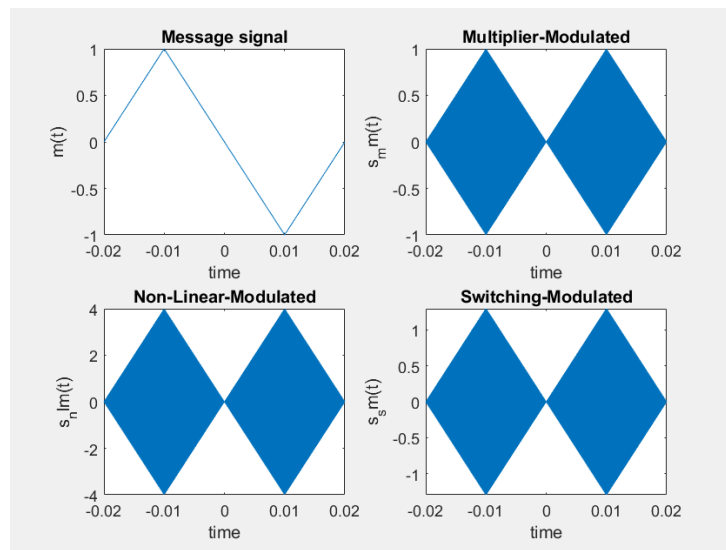 Message signal
1
0.5
0
-0.5
-1
m(t)
-0.02 -0.01 0 0.01 0.02
time
Multiplier-Modulated
1
0.5
0
-0.5
-1
s_m m(t)
-0.02 -0.01 0 0.01 0.02
time
Non-Linear-Modulated
4
2
0
-2
-4
s_n lm(t)
-0.02 -0.01 0 0.01 0.02
time
Switching-Modulated
1
0.5
0
-0.5
-1
s_s m(t)
-0.02 -0.01 0 0.01 0.02
time